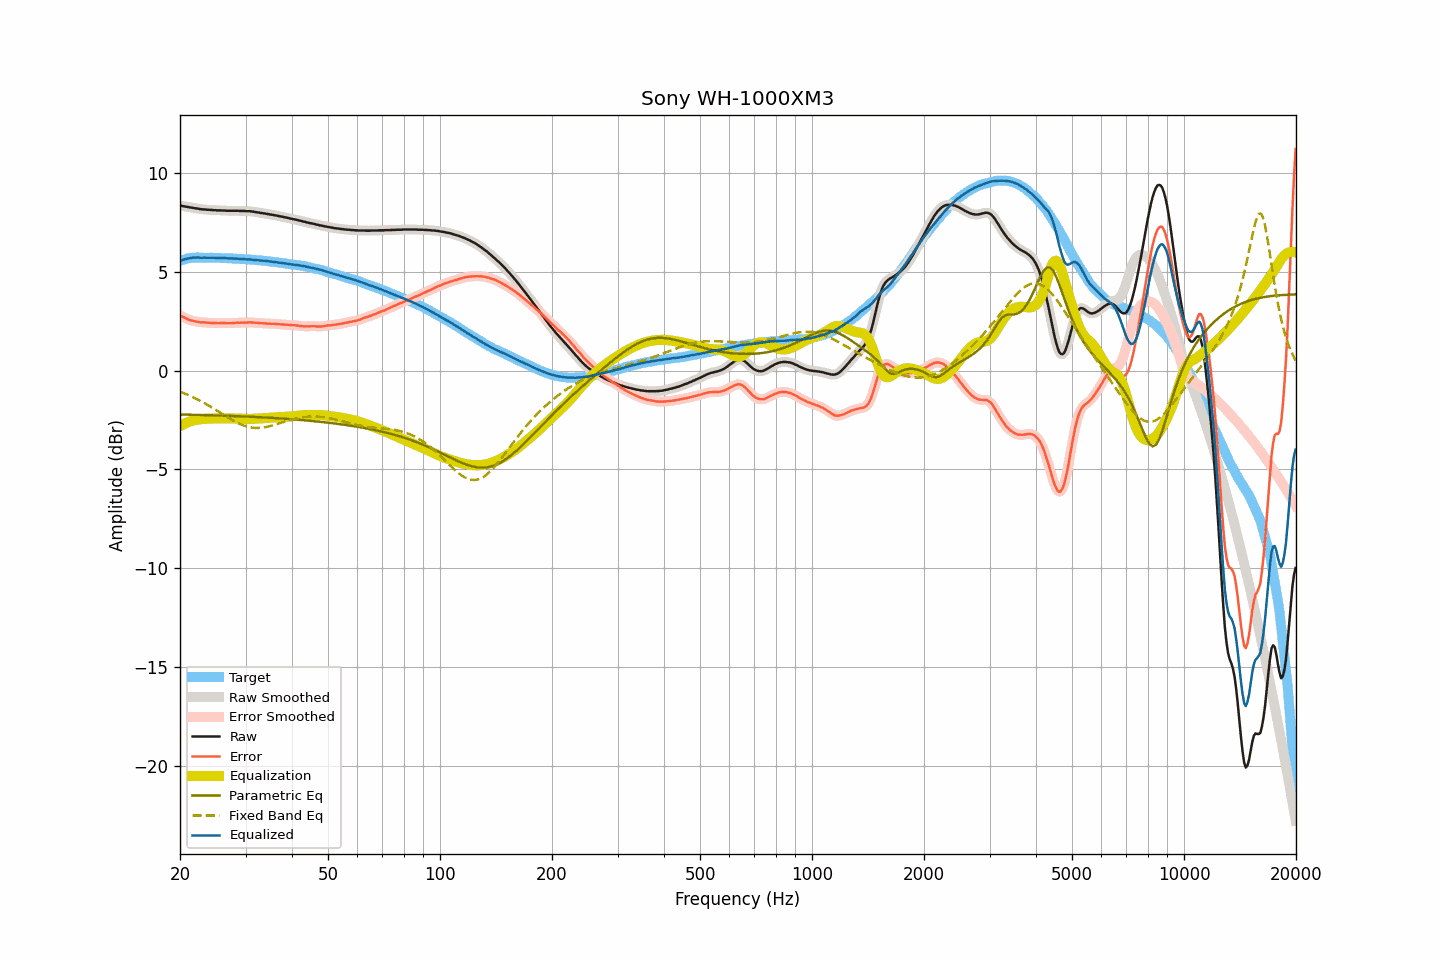 Sony WH-1000XM3
10
5
0
−5
−10
−15
−20
Amplitude (dBr)
Target
Raw Smoothed
Error Smoothed
Raw
Error
Equalization
Parametric Eq
Fixed Band Eq
Equalized
20 50 100 200 500 1000 2000 5000 10000 20000
Frequency (Hz)